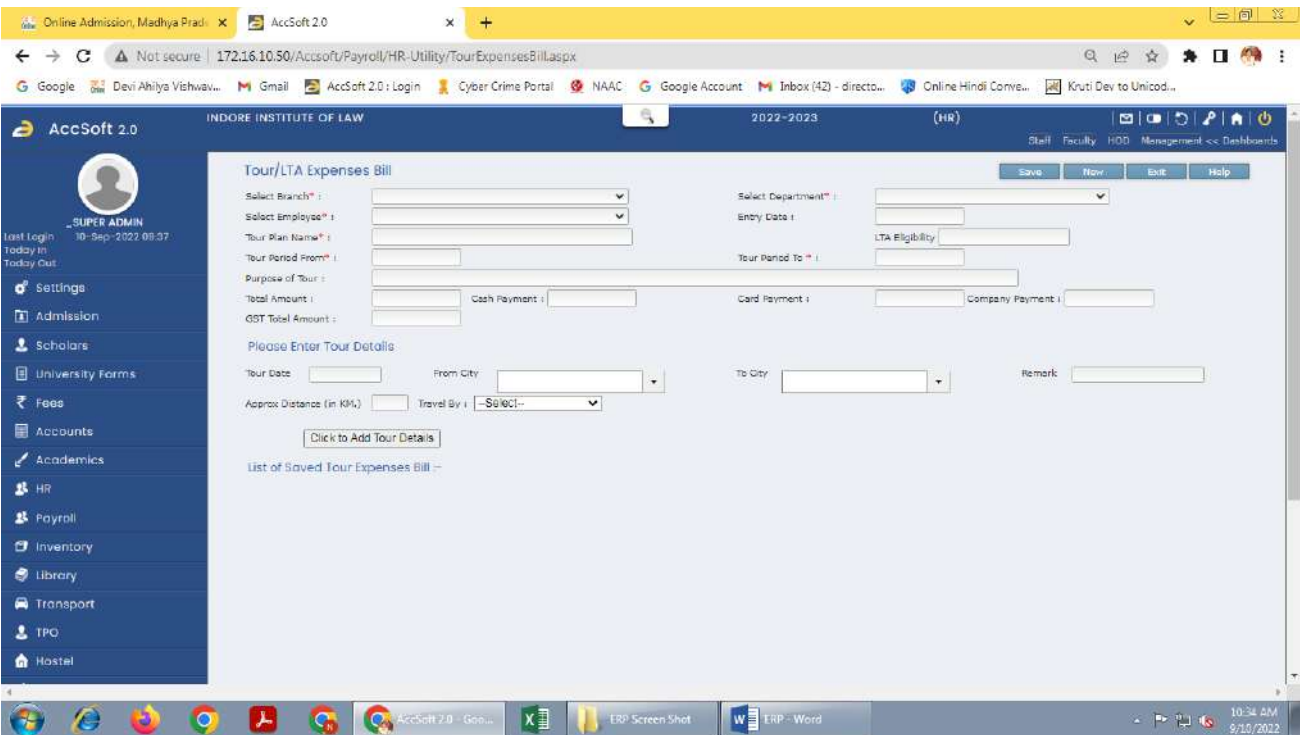 Online Admission, Madhya Prade
AccSoft 2.0
Not secure | 172.16.10.50/Accsoft/Payroll/HR-Utility/TourExpensesBill.aspx
Google Devi Ahilya Vishwav... Gmail AccSoft 2.0 : Login Cyber Crime Portal NAAC Google Account Inbox (42) - directo... Online Hindi Conve... Kruti Dev to Unicod...
AccSoft 2.0
INDORE INSTITUTE OF LAW 2022-2023 (HR)
Staff Faculty HOD Management << Dashboards
_SUPER ADMIN
Last Login 10-Sep-2022 09:37
Today In
Today Out
Settings
Admission
Scholars
University Forms
₹ Fees
Accounts
Academics
HR
Payroll
Inventory
Library
Transport
TPO
Hostel
Tour/LTA Expenses Bill Save New Exit Help
Select Branch* : Select Department* :
Select Employee* : Entry Date :
Tour Plan Name* : LTA Eligibility
Tour Period From* : Tour Period To * :
Purpose of Tour :
Total Amount : Cash Payment : Card Payment : Company Payment :
GST Total Amount :
Please Enter Tour Details
Tour Date From City To City Remark
Approx Distance (in KM.) Travel By : --Select--
Click to Add Tour Details
List of Saved Tour Expenses Bill :-
AccSoft 2.0 - Goo... ERP Screen Shot ERP - Word
10:34 AM
9/10/2022